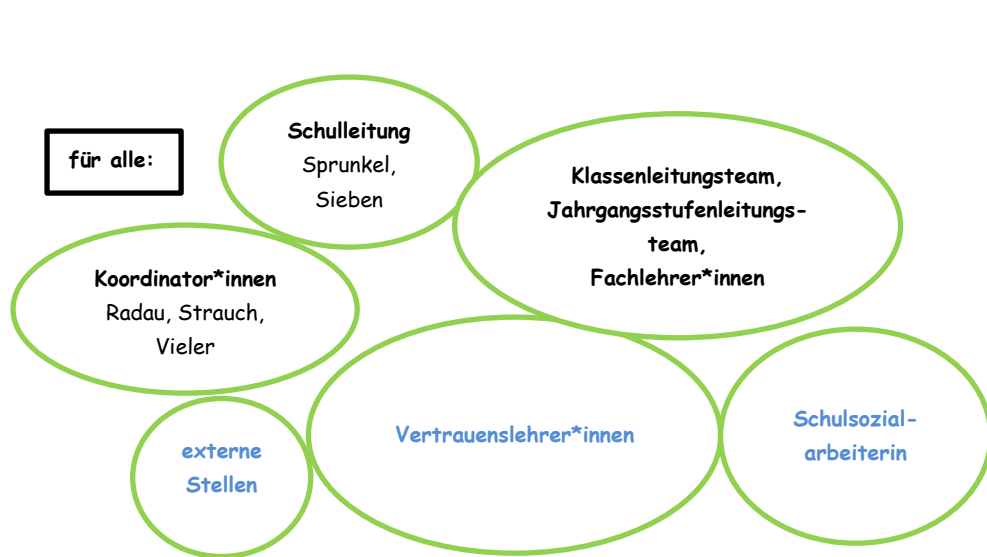 für alle:
Schulleitung
Sprunkel,
Sieben
Klassenleitungsteam,
Jahrgangsstufenleitungs-
team,
Fachlehrer*innen
Koordinator*innen
Radau, Strauch,
Vieler
externe
Stellen
Vertrauenslehrer*innen
Schulsozial-
arbeiterin